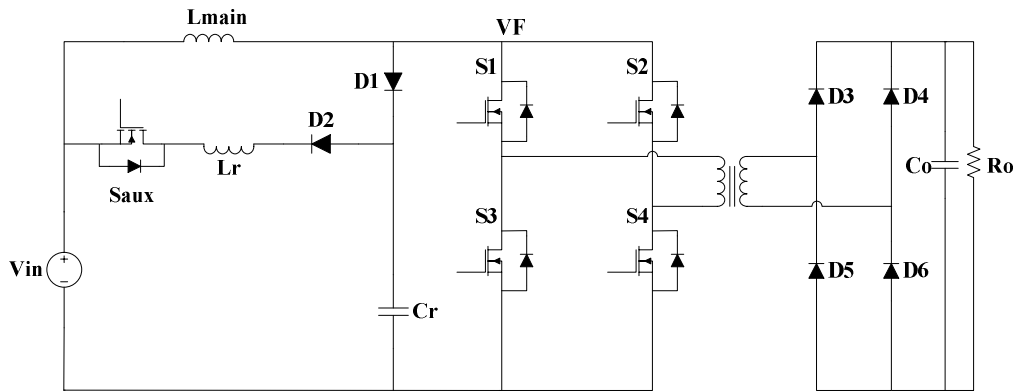 Lmain
VF
S1
S2
D1
D3
D4
D2
Lr
Saux
Co
Ro
S3
S4
Vin
+
−
D5
D6
Cr